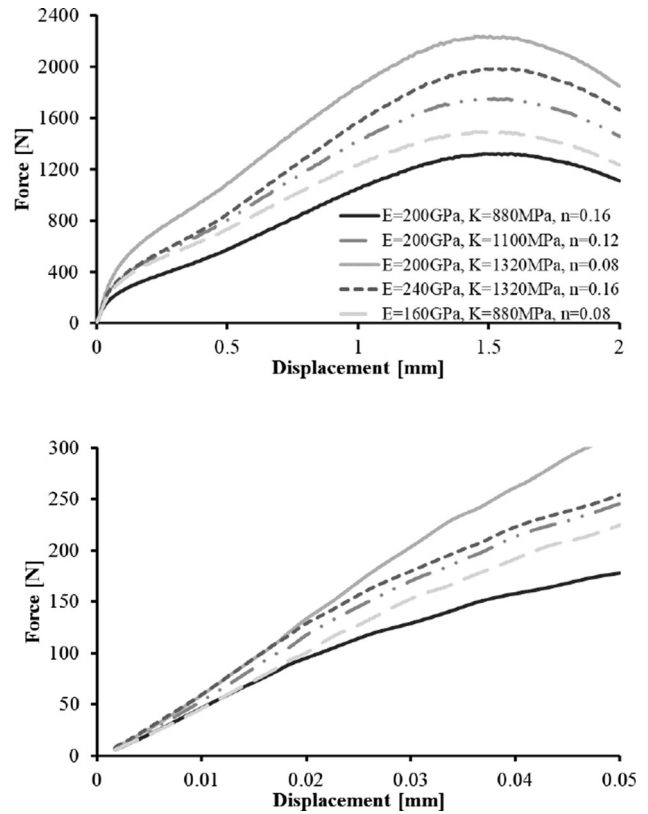 2400
2000
1600
1200
800
400
0
Force [N]
E=200GPa, K=880MPa, n=0.16
E=200GPa, K=1100MPa, n=0.12
E=200GPa, K=1320MPa, n=0.08
E=240GPa, K=1320MPa, n=0.16
E=160GPa, K=880MPa, n=0.08
0 0.5 1 1.5 2
Displacement [mm]
300
250
200
150
100
50
0
Force [N]
0 0.01 0.02 0.03 0.04 0.05
Displacement [mm]